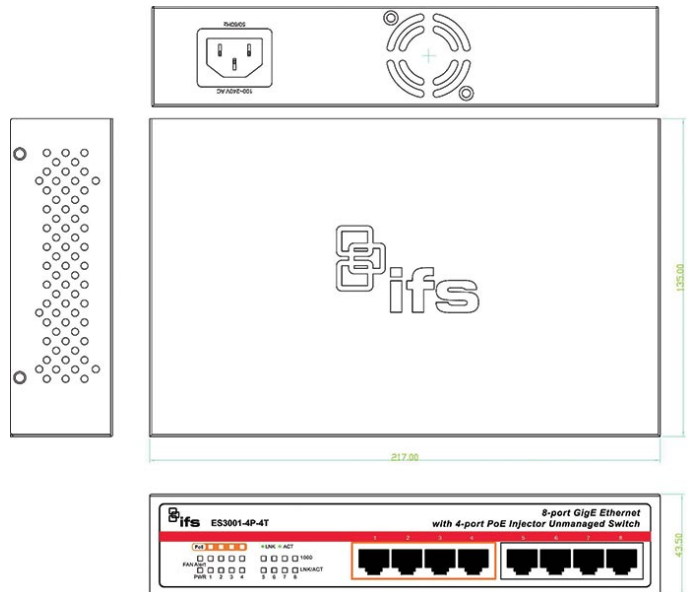 50/60Hz
100~240V AC
ifs
135.00
217.00
ifs ES3001-4P-4T
8-port GigE Ethernet
with 4-port PoE Injector Unmanaged Switch
43.50
PoE
LNK ACT
1 2 3 4 5 6 7 8
1000
FAN Alert
LNK/ACT
PWR 1 2 3 4 5 6 7 8